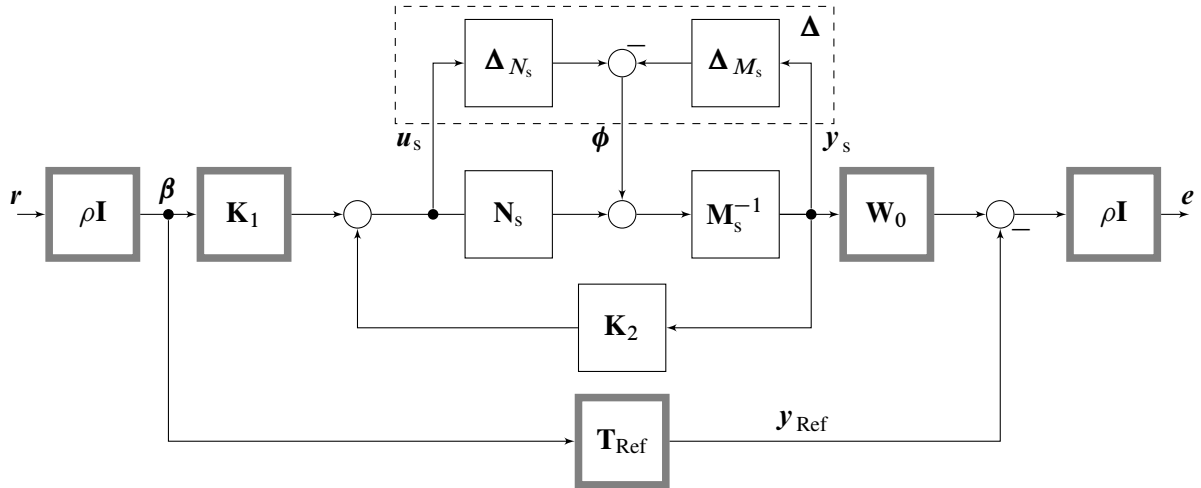 Δ
Δ_{N_s}
−
Δ_{M_s}
u_s
ϕ
y_s
r
ρI
β
K_1
N_s
M_s^{-1}
W_0
−
ρI
e
K_2
T_Ref
y_Ref